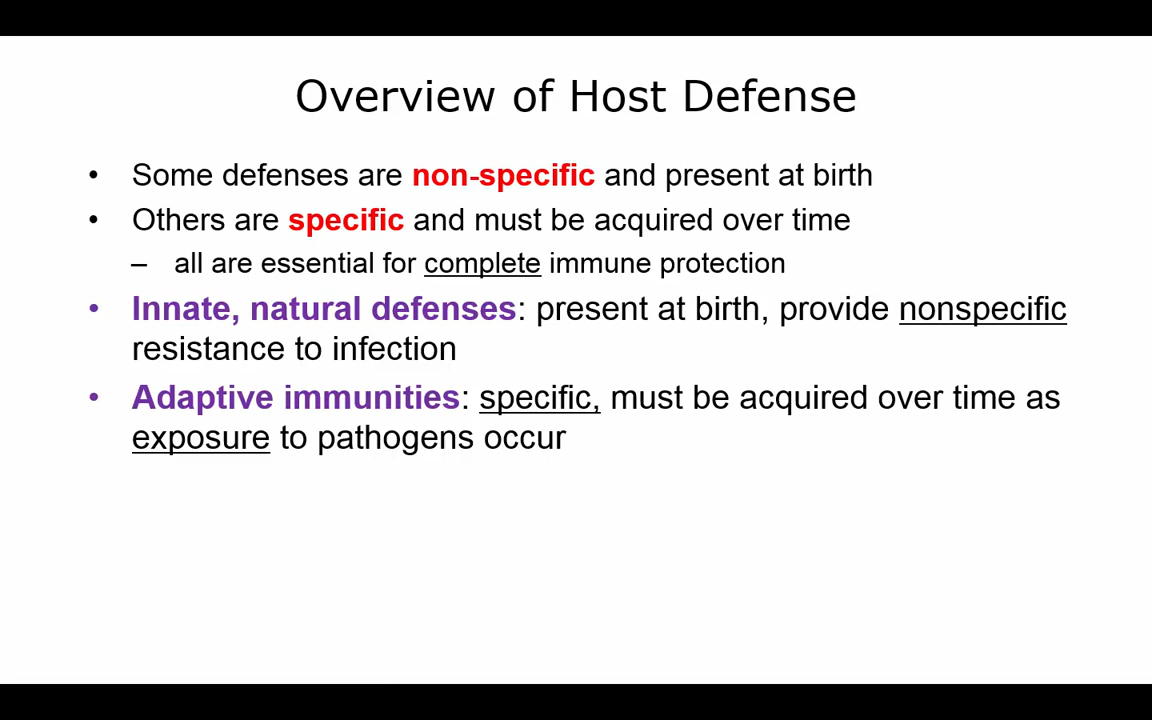 Overview of Host Defense
• Some defenses are non-specific and present at birth
• Others are specific and must be acquired over time
– all are essential for complete immune protection
• Innate, natural defenses: present at birth, provide nonspecific
resistance to infection
• Adaptive immunities: specific, must be acquired over time as
exposure to pathogens occur